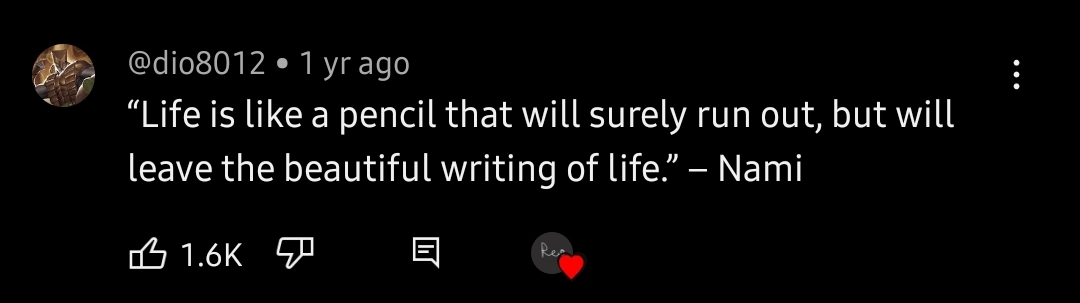 @dio8012 • 1 yr ago
“Life is like a pencil that will surely run out, but will
leave the beautiful writing of life.” – Nami
1.6K